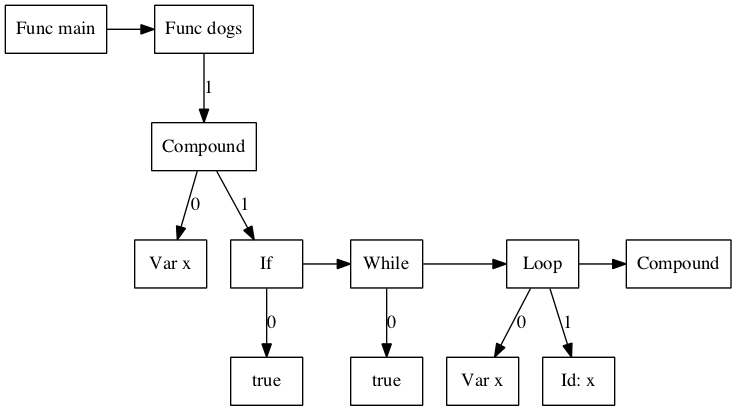 Func main
Func dogs
1
Compound
0
1
Var x
If
While
Loop
Compound
0
0
0
1
true
true
Var x
Id: x